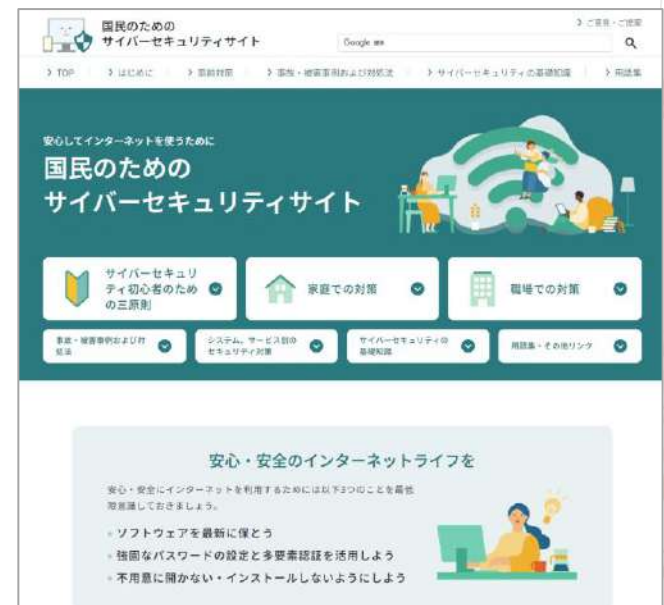 国民のための
サイバーセキュリティサイト
Google
ご意見・ご提案
TOP
はじめに
事前対策
事故・被害事例および対処法
サイバーセキュリティの基礎知識
用語集
安心してインターネットを使うために
国民のための
サイバーセキュリティサイト
サイバーセキュリ
ティ初心者のため
の三原則
家庭での対策
職場での対策
事故・被害事例および対
処法
システム、サービス別の
セキュリティ対策
サイバーセキュリティの
基礎知識
用語集・その他リンク
安心・安全のインターネットライフを
安心・安全にインターネットを利用するためには以下3つのことを最低
限意識しておきましょう。
ソフトウェアを最新に保とう
強固なパスワードの設定と多要素認証を活用しよう
不用意に開かない・インストールしないようにしよう